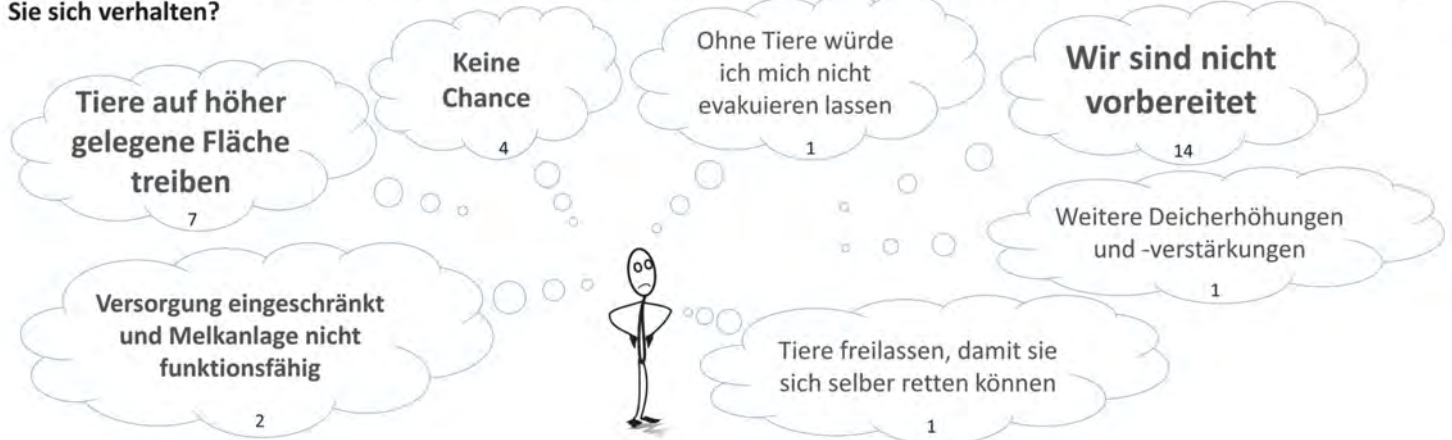 Sie sich verhalten?
Tiere auf höher
gelegene Fläche
treiben
7
Keine
Chance
4
Ohne Tiere würde
ich mich nicht
evakuieren lassen
1
Wir sind nicht
vorbereitet
14
Weitere Deicherhöhungen
und -verstärkungen
1
Versorgung eingeschränkt
und Melkanlage nicht
funktionsfähig
2
Tiere freilassen, damit sie
sich selber retten können
1